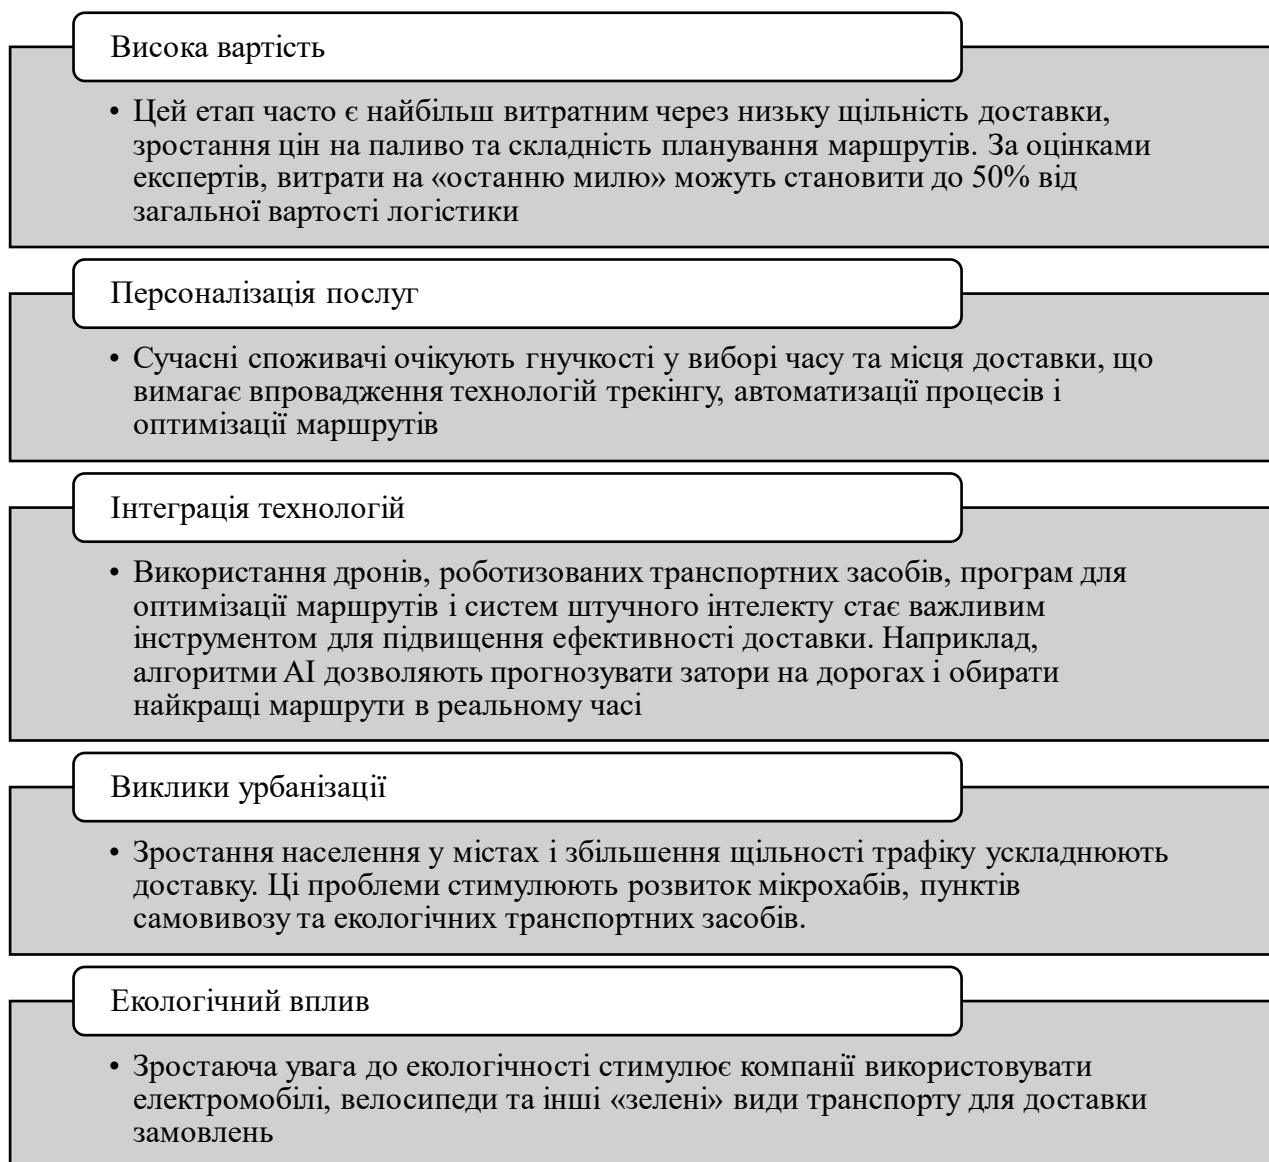 Висока вартість
• Цей етап часто є найбільш витратним через низьку щільність доставки,
зростання цін на паливо та складність планування маршрутів. За оцінками
експертів, витрати на «останню милю» можуть становити до 50% від
загальної вартості логістики
Персоналізація послуг
• Сучасні споживачі очікують гнучкості у виборі часу та місця доставки, що
вимагає впровадження технологій трекінгу, автоматизації процесів і
оптимізації маршрутів
Інтеграція технологій
• Використання дронів, роботизованих транспортних засобів, програм для
оптимізації маршрутів і систем штучного інтелекту стає важливим
інструментом для підвищення ефективності доставки. Наприклад,
алгоритми АІ дозволяють прогнозувати затори на дорогах і обирати
найкращі маршрути в реальному часі
Виклики урбанізації
• Зростання населення у містах і збільшення щільності трафіку ускладнюють
доставку. Ці проблеми стимулюють розвиток мікрохабів, пунктів
самовивозу та екологічних транспортних засобів.
Екологічний вплив
• Зростаюча увага до екологічності стимулює компанії використовувати
електромобілі, велосипеди та інші «зелені» види транспорту для доставки
замовлень